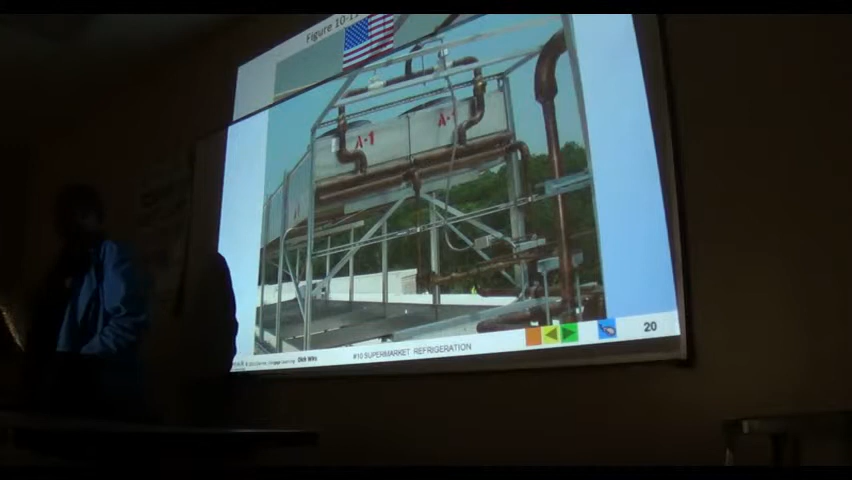 Figure 10-1
A-1
A-1
#10 SUPERMARKET REFRIGERATION
20